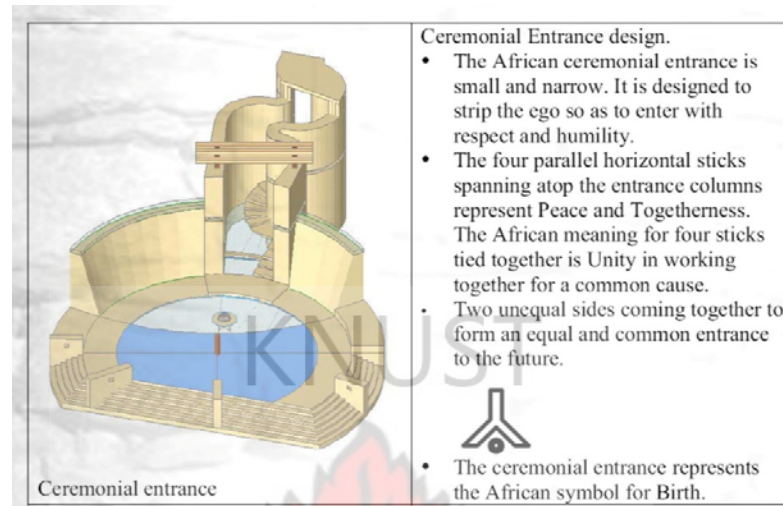 Ceremonial Entrance design.
• The African ceremonial entrance is
small and narrow. It is designed to
strip the ego so as to enter with
respect and humility.
• The four parallel horizontal sticks
spanning atop the entrance columns
represent Peace and Togetherness.
The African meaning for four sticks
tied together is Unity in working
together for a common cause.
• Two unequal sides coming together to
form an equal and common entrance
to the future.
• The ceremonial entrance represents
the African symbol for Birth.
Ceremonial entrance
KNUST